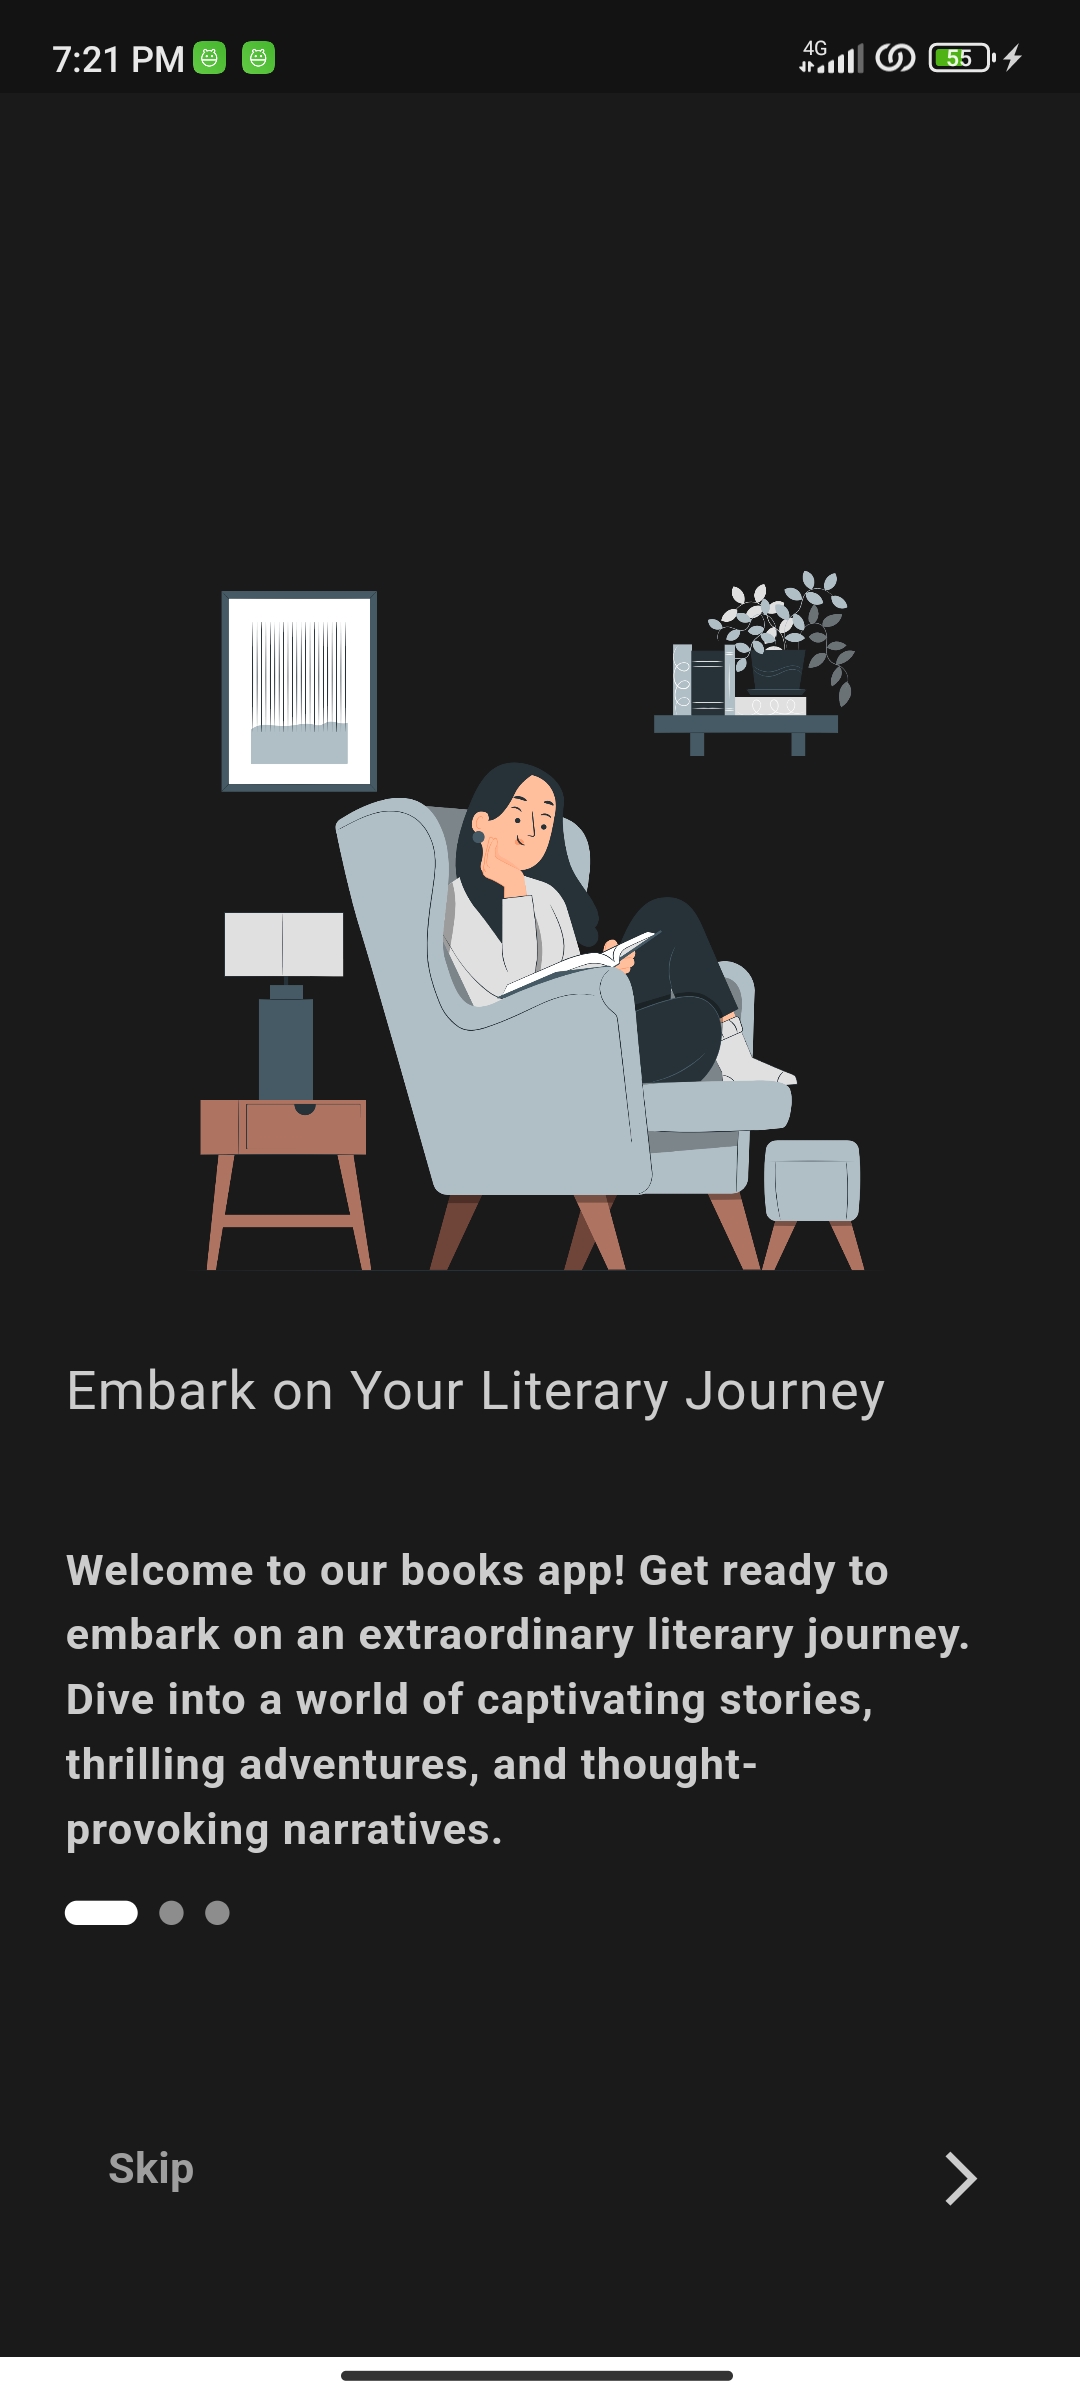 7:21 PM 4G 55
Embark on Your Literary Journey
Welcome to our books app! Get ready to
embark on an extraordinary literary journey.
Dive into a world of captivating stories,
thrilling adventures, and thought-
provoking narratives.
Skip